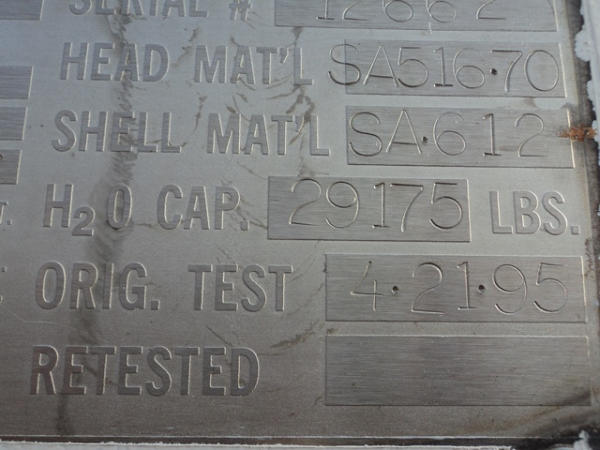 SERIAL # 12662
HEAD MAT'L SA516·70
SHELL MAT'L SA·612
H2O CAP. 29175 LBS.
ORIG. TEST 4·21·95
RETESTED